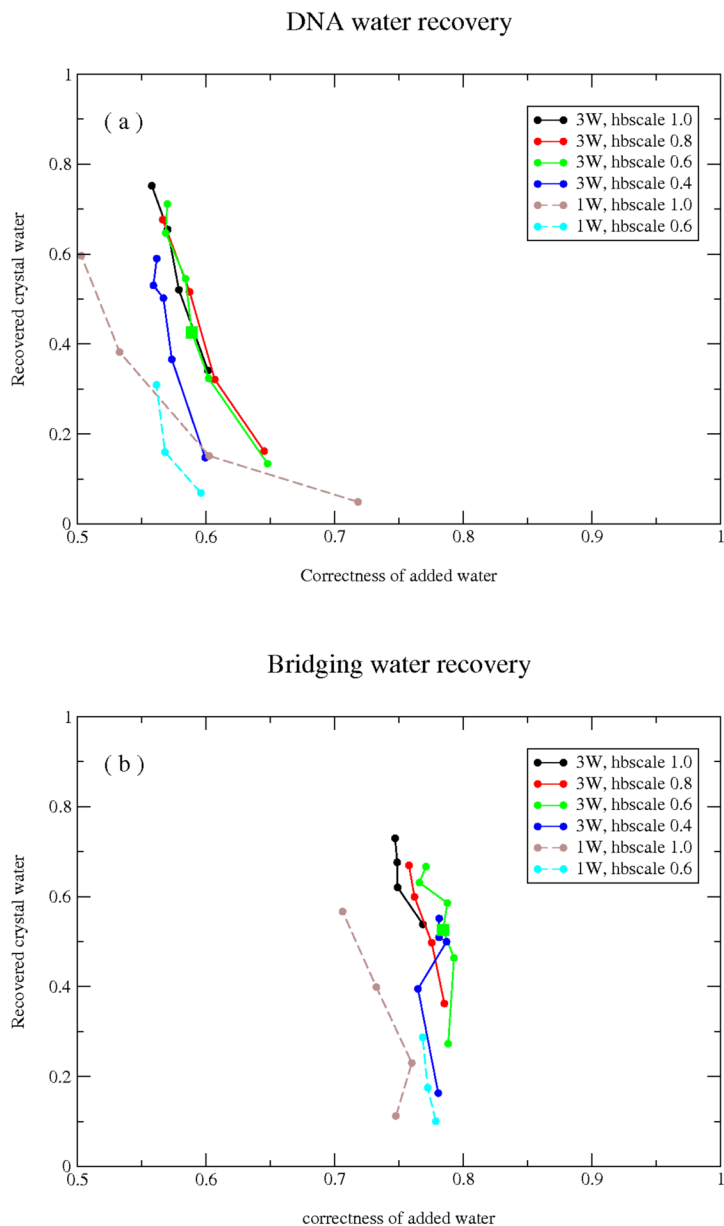 DNA water recovery
1
0.8
0.6
0.4
0.2
0
Recovered crystal water
( a )
3W, hbscale 1.0
3W, hbscale 0.8
3W, hbscale 0.6
3W, hbscale 0.4
1W, hbscale 1.0
1W, hbscale 0.6
0.5 0.6 0.7 0.8 0.9 1
Correctness of added water
Bridging water recovery
1
0.8
0.6
0.4
0.2
0
Recovered crystal water
( b )
3W, hbscale 1.0
3W, hbscale 0.8
3W, hbscale 0.6
3W, hbscale 0.4
1W, hbscale 1.0
1W, hbscale 0.6
0.5 0.6 0.7 0.8 0.9 1
correctness of added water